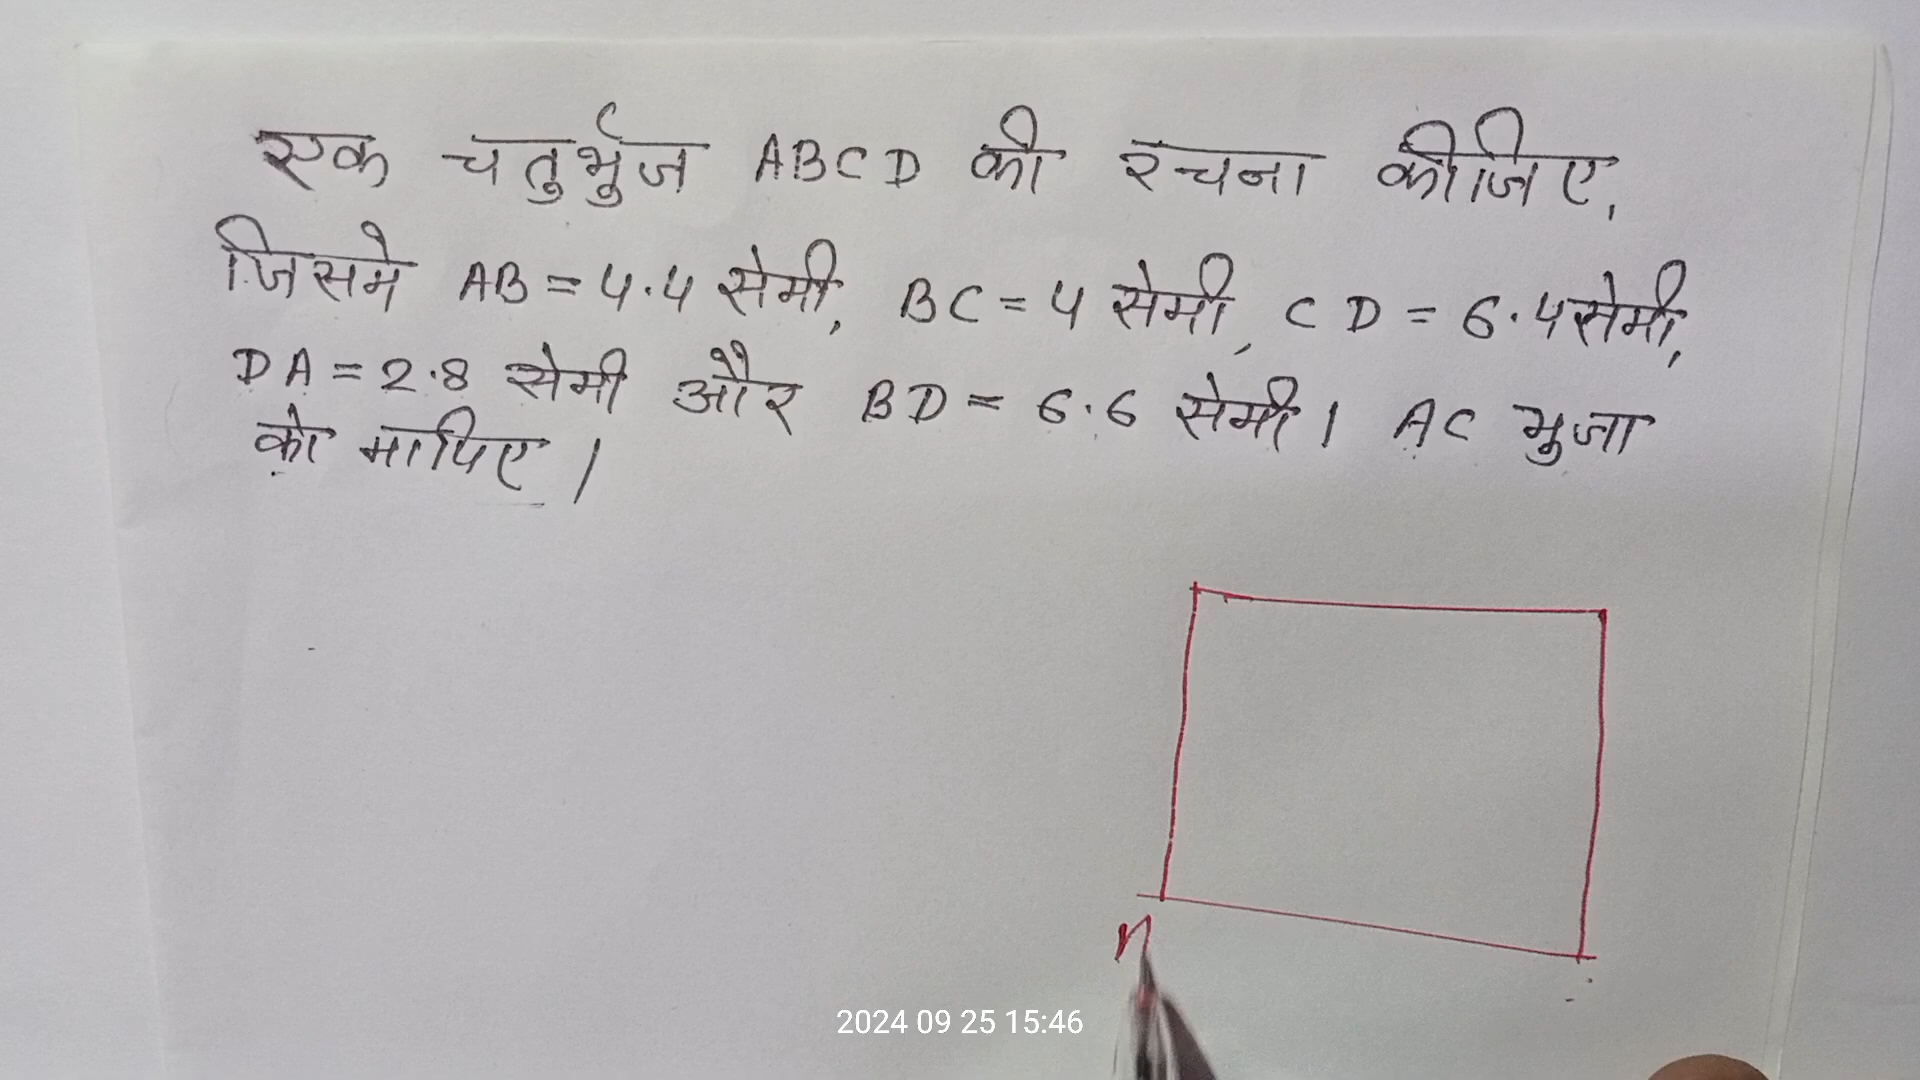 एक चतुर्भुज ABCD की रचना कीजिए,
जिसमे AB = 4.4 सेमी, BC = 4 सेमी, CD = 6.4 सेमी,
DA = 2.8 सेमी और BD = 6.6 सेमी। AC भुजा
को मापिए।
2024 09 25 15:46